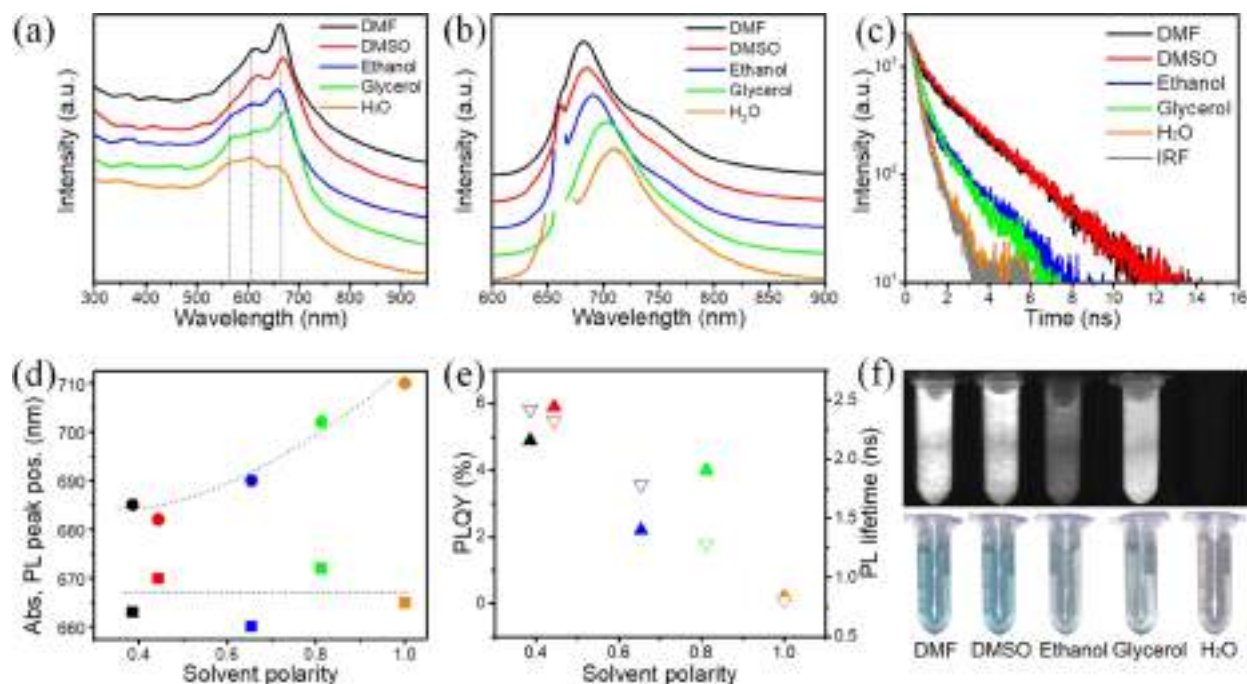 (a)
DMF
DMSO
Ethanol
Glycerol
H₂O
Intensity (a.u.)
300 400 500 600 700 800 900
Wavelength (nm)
(b)
DMF
DMSO
Ethanol
Glycerol
H₂O
Intensity (a.u.)
600 650 700 750 800 850 900
Wavelength (nm)
(c)
DMF
DMSO
Ethanol
Glycerol
H₂O
IRF
Intensity (a.u.)
10³
10²
10¹
0 2 4 6 8 10 12 14 16
Time (ns)
(d)
Abs, PL peak pos. (nm)
710
700
690
680
670
660
0.4 0.6 0.8 1.0
Solvent polarity
(e)
PLQY (%)
6
4
2
0
2.5
2.0
1.5
1.0
0.5
PL lifetime (ns)
0.4 0.6 0.8 1.0
Solvent polarity
(f)
DMF DMSO Ethanol Glycerol H₂O